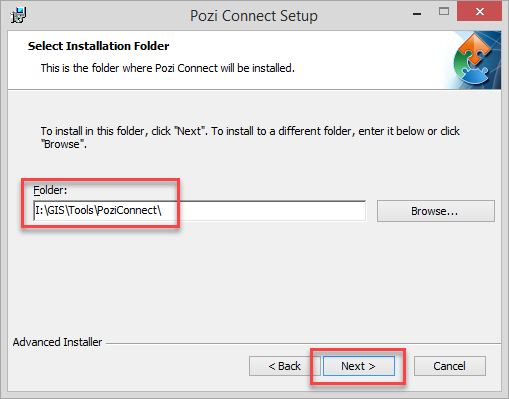 Pozi Connect Setup
Select Installation Folder
This is the folder where Pozi Connect will be installed.
To install in this folder, click "Next". To install to a different folder, enter it below or click
"Browse".
Folder:
I:\GIS\Tools\PoziConnect\
Browse...
Advanced Installer
< Back
Next >
Cancel